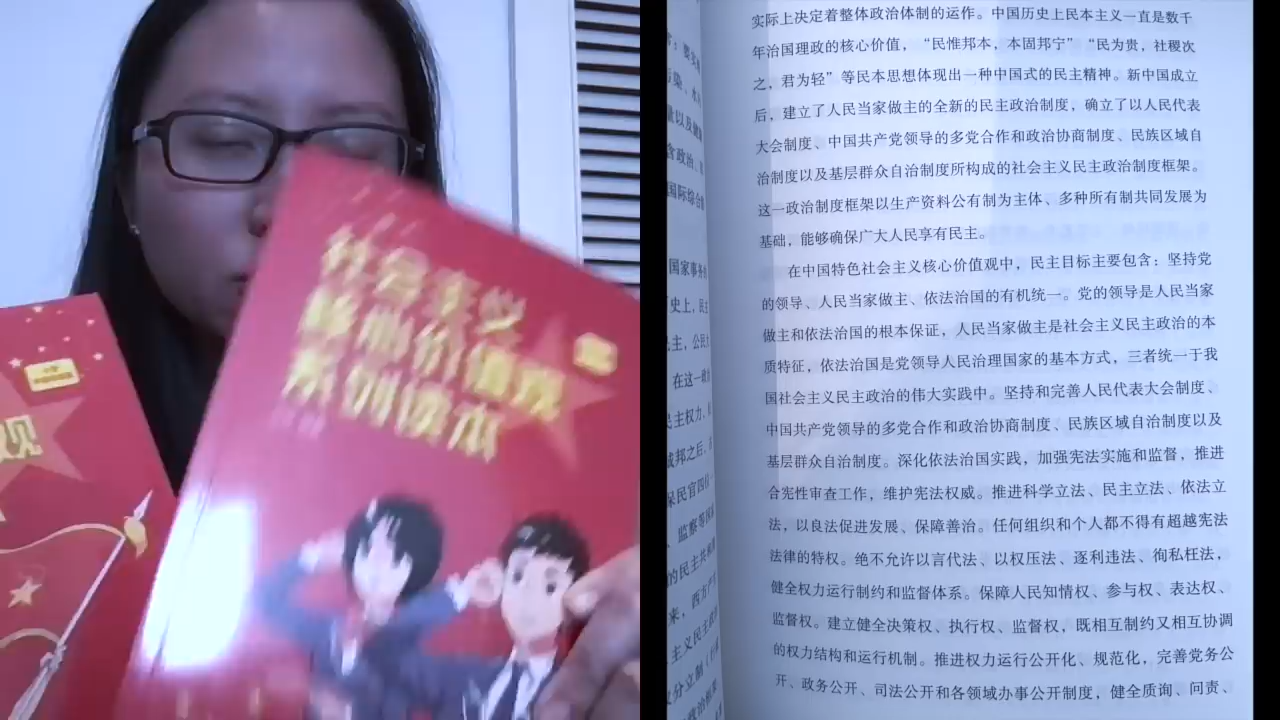 社会主义
核心价值观
系列读本
观
实际上决定着整体政治体制的运作。中国历史上民本主义一直是数千
年治国理政的核心价值，“民惟邦本，本固邦宁”“民为贵，社稷次
之，君为轻”等民本思想体现出一种中国式的民主精神。新中国成立
后，建立了人民当家做主的全新的民主政治制度，确立了以人民代表
大会制度、中国共产党领导的多党合作和政治协商制度、民族区域自
治制度以及基层群众自治制度所构成的社会主义民主政治制度框架。
这一政治制度框架以生产资料公有制为主体、多种所有制共同发展为
基础，能够确保广大人民享有民主。
在中国特色社会主义核心价值观中，民主目标主要包含：坚持党
的领导、人民当家做主、依法治国的有机统一。党的领导是人民当家
做主和依法治国的根本保证，人民当家做主是社会主义民主政治的本
质特征，依法治国是党领导人民治理国家的基本方式，三者统一于我
国社会主义民主政治的伟大实践中。坚持和完善人民代表大会制度、
中国共产党领导的多党合作和政治协商制度、民族区域自治制度以及
基层群众自治制度。深化依法治国实践，加强宪法实施和监督，推进
合宪性审查工作，维护宪法权威。推进科学立法、民主立法、依法立
法，以良法促进发展、保障善治。任何组织和个人都不得有超越宪法
法律的特权。绝不允许以言代法、以权压法、逐利违法、徇私枉法，
健全权力运行制约和监督体系。保障人民知情权、参与权、表达权、
监督权。建立健全决策权、执行权、监督权，既相互制约又相互协调
的权力结构和运行机制。推进权力运行公开化、规范化，完善党务公
开、政务公开、司法公开和各领域办事公开制度，健全质询、问责、